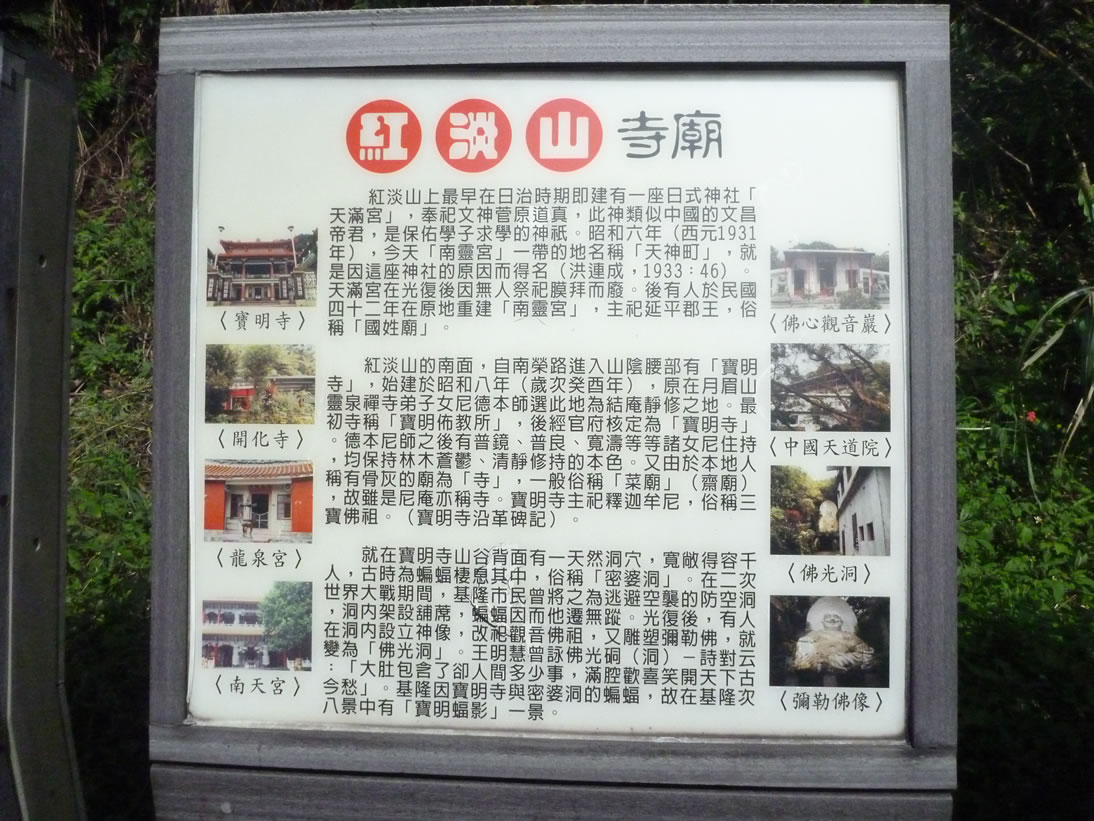 紅淡山寺廟
紅淡山上最早在日治時期即建有一座日式神社「
天滿宮」，奉祀文神菅原道真，此神類似中國的文昌
帝君，是保佑學子求學的神祇。昭和六年（西元1931
年），今天「南靈宮」一帶的地名稱「天神町」，就
是因這座神社的原因而得名（洪連成，1933：46）。
天滿宮在光復後因無人祭祀膜拜而廢。後有人於民國
四十二年在原地重建「南靈宮」，主祀延平郡王，俗
稱「國姓廟」。
紅淡山的南面，自南榮路進入山陰腰部有「寶明
寺」，始建於昭和八年（歲次癸酉年），原在月眉山
靈泉禪寺弟子女尼德本師選此地為結庵靜修之地。最
初寺稱「寶明佈教所」，後經官府核定為「寶明寺」
。德本尼師之後有普鏡、普良、寬濤等等諸女尼住持
，均保持林木蒼鬱、清靜修持的本色。又由於本地人
稱有骨灰的廟為「寺」，一般俗稱「菜廟」（齋廟）
，故雖是尼庵亦稱寺。寶明寺主祀釋迦牟尼，俗稱三
寶佛祖。（寶明寺沿革碑記）。
就在寶明寺山谷背面有一天然洞穴，寬敞得容千
人，古時為蝙蝠棲息其中，俗稱「密婆洞」。在二次
世界大戰期間，基隆市民曾將之為逃避空襲的防空洞
，洞內架設舖蓆，蝙蝠因而他遷無蹤。光復後，有人
在洞內設立神像，改祀觀音佛祖，又雕塑彌勒佛，就
變為「佛光洞」。王明慧曾詠佛光硐（洞）一詩對云
：「大肚包含了卻人間多少事，滿腔歡喜笑開天下古
今愁」。基隆因寶明寺與密婆洞的蝙蝠，故在基隆次
八景中有「寶明蝠影」一景。
〈寶明寺〉
〈開化寺〉
〈龍泉宮〉
〈南天宮〉
〈佛心觀音巖〉
〈中國天道院〉
〈佛光洞〉
〈彌勒佛像〉